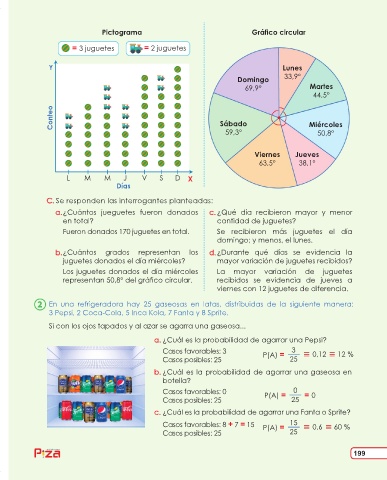 Pictograma
Gráfico circular
= 3 juguetes
= 2 juguetes
Y
Conteo
L M M J V S D X
Días
Lunes
33,9°
Martes
44,5°
Miércoles
50,8°
Jueves
38,1°
Viernes
63,5°
Sábado
59,3°
Domingo
69,9°
C. Se responden las interrogantes planteadas:
a. ¿Cuántos jueguetes fueron donados
en total?
Fueron donados 170 juguetes en total.
b. ¿Cuántos grados representan los
juguetes donados el día miércoles?
Los juguetes donados el día miércoles
representan 50,8° del gráfico circular.
c. ¿Qué día recibieron mayor y menor
cantidad de juguetes?
Se recibieron más juguetes el día
domingo; y menos, el lunes.
d. ¿Durante qué días se evidencia la
mayor variación de juguetes recibidos?
La mayor variación de juguetes
recibidos se evidencia de jueves a
viernes con 12 juguetes de diferencia.
2 En una refrigeradora hay 25 gaseosas en latas, distribuidas de la siguiente manera:
3 Pepsi, 2 Coca-Cola, 5 Inca Kola, 7 Fanta y 8 Sprite.
Si con los ojos tapados y al azar se agarra una gaseosa...
a. ¿Cuál es la probabilidad de agarrar una Pepsi?
Casos favorables: 3
Casos posibles: 25
P(A) = 3/25 = 0.12 = 12 %
b. ¿Cuál es la probabilidad de agarrar una gaseosa en
botella?
Casos favorables: 0
Casos posibles: 25
P(A) = 0/25 = 0
c. ¿Cuál es la probabilidad de agarrar una Fanta o Sprite?
Casos favorables: 8 + 7 = 15
Casos posibles: 25
P(A) = 15/25 = 0.6 = 60 %
199